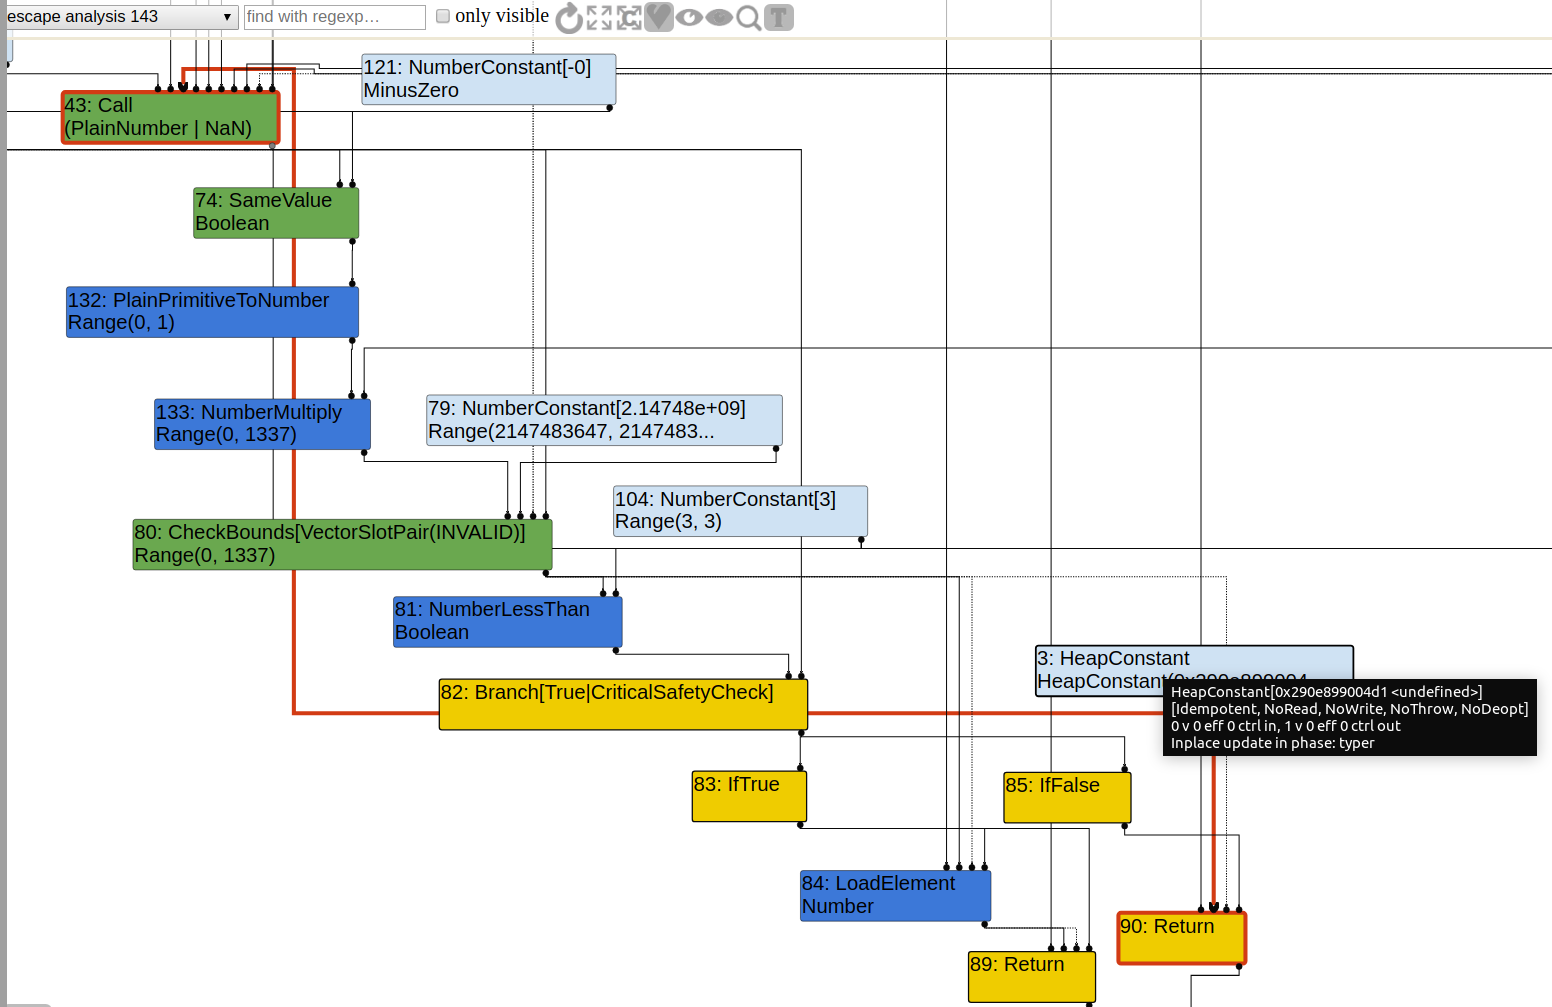 escape analysis 143
find with regexp…
only visible
121: NumberConstant[-0]
MinusZero
43: Call
(PlainNumber | NaN)
74: SameValue
Boolean
132: PlainPrimitiveToNumber
Range(0, 1)
133: NumberMultiply
Range(0, 1337)
79: NumberConstant[2.14748e+09]
Range(2147483647, 2147483...
104: NumberConstant[3]
Range(3, 3)
80: CheckBounds[VectorSlotPair(INVALID)]
Range(0, 1337)
81: NumberLessThan
Boolean
3: HeapConstant
HeapConstant(0x290e899004
HeapConstant[0x290e899004d1 <undefined>]
[Idempotent, NoRead, NoWrite, NoThrow, NoDeopt]
0 v 0 eff 0 ctrl in, 1 v 0 eff 0 ctrl out
Inplace update in phase: typer
82: Branch[True|CriticalSafetyCheck]
83: IfTrue
85: IfFalse
84: LoadElement
Number
90: Return
89: Return